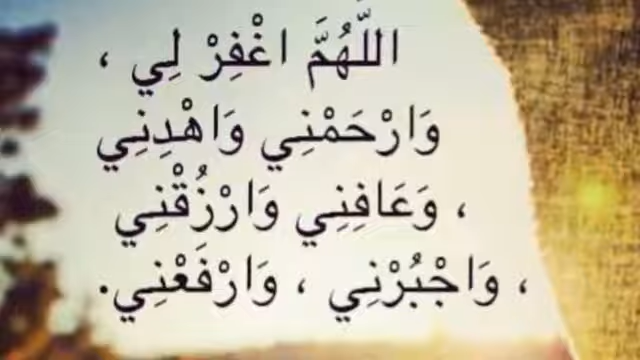 اللَّهُمَّ اغْفِرْ لِي ،
وَارْحَمْنِي وَاهْدِنِي
، وَعَافِنِي وَارْزُقْنِي
، وَاجْبُرْنِي ، وَارْفَعْنِي.